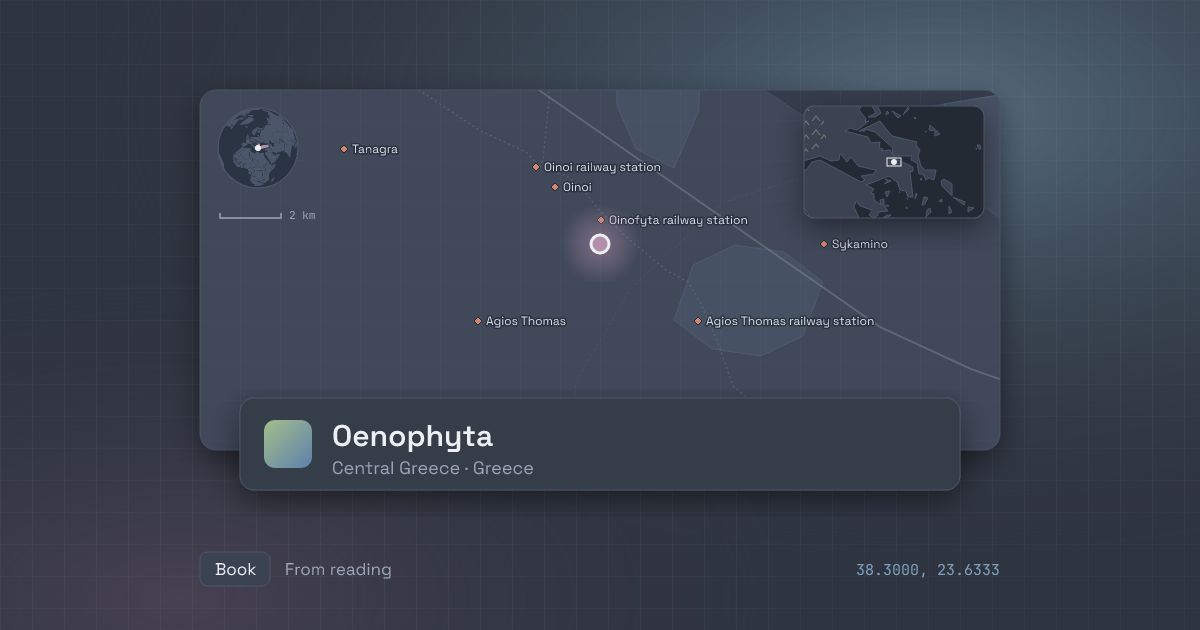 Tanagra
Oinoi railway station
Oinoi
2 km
Oinofyta railway station
Sykamino
Agios Thomas
Agios Thomas railway station
Oenophyta
Central Greece · Greece
Book
From reading
38.3000, 23.6333